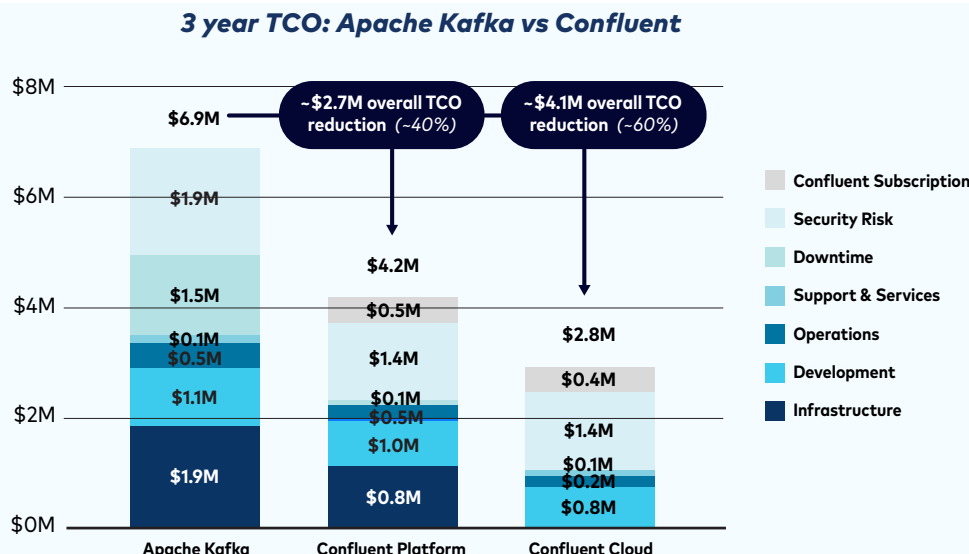 3 year TCO: Apache Kafka vs Confluent
$8M
$6.9M
~$2.7M overall TCO
reduction (~40%)
~$4.1M overall TCO
reduction (~60%)
$6M
$1.9M
$1.5M
$0.1M
$0.5M
$1.1M
$1.9M
$4.2M
$0.5M
$1.4M
$0.1M
$0.5M
$1.0M
$0.8M
$2.8M
$0.4M
$1.4M
$0.1M
$0.2M
$0.8M
$4M
$2M
$0M
Apache Kafka
Confluent Platform
Confluent Cloud
Confluent Subscription
Security Risk
Downtime
Support & Services
Operations
Development
Infrastructure